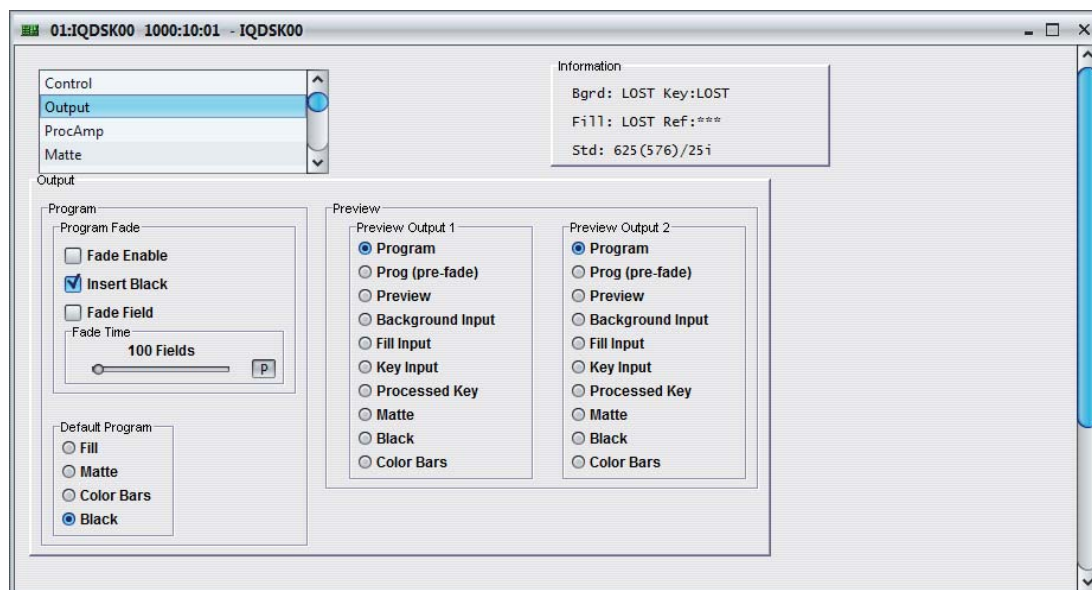 01:IQDSK00 1000:10:01 - IQDSK00
Control
Output
ProcAmp
Matte
Information
Bgrd: LOST Key:LOST
Fill: LOST Ref:***
Std: 625(576)/25i
Output
Program
Program Fade
Fade Enable
Insert Black
Fade Field
Fade Time
100 Fields
P
Default Program
Fill
Matte
Color Bars
Black
Preview
Preview Output 1
Program
Prog (pre-fade)
Preview
Background Input
Fill Input
Key Input
Processed Key
Matte
Black
Color Bars
Preview Output 2
Program
Prog (pre-fade)
Preview
Background Input
Fill Input
Key Input
Processed Key
Matte
Black
Color Bars